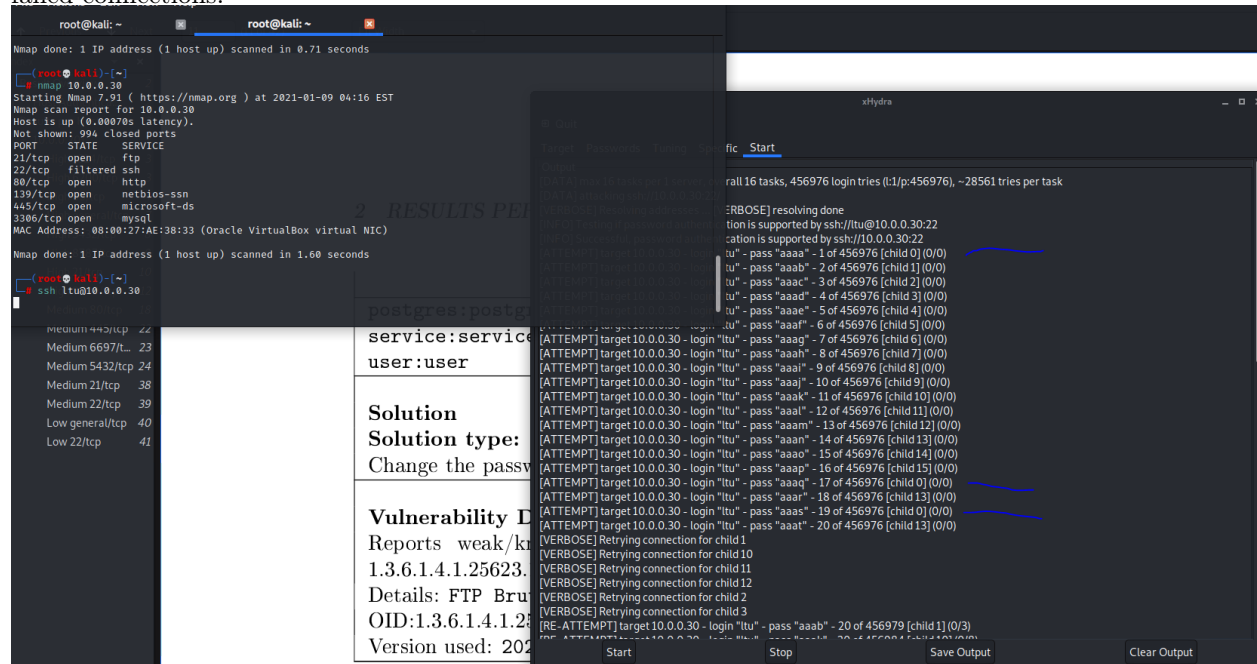 failed connections.
root@kali: ~
root@kali: ~
Nmap done: 1 IP address (1 host up) scanned in 0.71 seconds
(root💀kali)-[~]
# nmap 10.0.0.30
Starting Nmap 7.91 ( https://nmap.org ) at 2021-01-09 04:16 EST
Nmap scan report for 10.0.0.30
Host is up (0.00070s latency).
Not shown: 994 closed ports
PORT STATE SERVICE
21/tcp open ftp
22/tcp filtered ssh
80/tcp open http
139/tcp open netbios-ssn
445/tcp open microsoft-ds
3306/tcp open mysql
MAC Address: 08:00:27:AE:38:33 (Oracle VirtualBox virtual NIC)
Nmap done: 1 IP address (1 host up) scanned in 1.60 seconds
(root💀kali)-[~]
# ssh ltu@10.0.0.30
Medium 445/tcp 22
Medium 6697/t... 23
Medium 5432/tcp 24
Medium 21/tcp 38
Medium 22/tcp 39
Low general/tcp 40
Low 22/tcp 41
2 RESULTS PE
postgres:postg
service:service
user:user
Solution
Solution type:
Change the passw
Vulnerability D
Reports weak/kn
1.3.6.1.4.1.25623.
Details: FTP Bru
OID:1.3.6.1.4.1.2
Version used: 202
xHydra
Quit
Target Passwords Tuning Specific Start
Output
rall 16 tasks, 456976 login tries (l:1/p:456976), ~28561 tries per task
[VERBOSE] resolving done
tion is supported by ssh://ltu@10.0.0.30:22
cation is supported by ssh://10.0.0.30:22
tu" - pass "aaaa" - 1 of 456976 [child 0] (0/0)
tu" - pass "aaab" - 2 of 456976 [child 1] (0/0)
tu" - pass "aaac" - 3 of 456976 [child 2] (0/0)
tu" - pass "aaad" - 4 of 456976 [child 3] (0/0)
tu" - pass "aaae" - 5 of 456976 [child 4] (0/0)
[ATTEMPT] target 10.0.0.30 - login "ltu" - pass "aaaf" - 6 of 456976 [child 5] (0/0)
[ATTEMPT] target 10.0.0.30 - login "ltu" - pass "aaag" - 7 of 456976 [child 6] (0/0)
[ATTEMPT] target 10.0.0.30 - login "ltu" - pass "aaah" - 8 of 456976 [child 7] (0/0)
[ATTEMPT] target 10.0.0.30 - login "ltu" - pass "aaai" - 9 of 456976 [child 8] (0/0)
[ATTEMPT] target 10.0.0.30 - login "ltu" - pass "aaaj" - 10 of 456976 [child 9] (0/0)
[ATTEMPT] target 10.0.0.30 - login "ltu" - pass "aaak" - 11 of 456976 [child 10] (0/0)
[ATTEMPT] target 10.0.0.30 - login "ltu" - pass "aaal" - 12 of 456976 [child 11] (0/0)
[ATTEMPT] target 10.0.0.30 - login "ltu" - pass "aaam" - 13 of 456976 [child 12] (0/0)
[ATTEMPT] target 10.0.0.30 - login "ltu" - pass "aaan" - 14 of 456976 [child 13] (0/0)
[ATTEMPT] target 10.0.0.30 - login "ltu" - pass "aaao" - 15 of 456976 [child 14] (0/0)
[ATTEMPT] target 10.0.0.30 - login "ltu" - pass "aaap" - 16 of 456976 [child 15] (0/0)
[ATTEMPT] target 10.0.0.30 - login "ltu" - pass "aaaq" - 17 of 456976 [child 0] (0/0)
[ATTEMPT] target 10.0.0.30 - login "ltu" - pass "aaar" - 18 of 456976 [child 13] (0/0)
[ATTEMPT] target 10.0.0.30 - login "ltu" - pass "aaas" - 19 of 456976 [child 0] (0/0)
[ATTEMPT] target 10.0.0.30 - login "ltu" - pass "aaat" - 20 of 456976 [child 13] (0/0)
[VERBOSE] Retrying connection for child 1
[VERBOSE] Retrying connection for child 10
[VERBOSE] Retrying connection for child 11
[VERBOSE] Retrying connection for child 12
[VERBOSE] Retrying connection for child 2
[VERBOSE] Retrying connection for child 3
[RE-ATTEMPT] target 10.0.0.30 - login "ltu" - pass "aaab" - 20 of 456979 [child 1] (0/3)
Start
Stop
Save Output
Clear Output